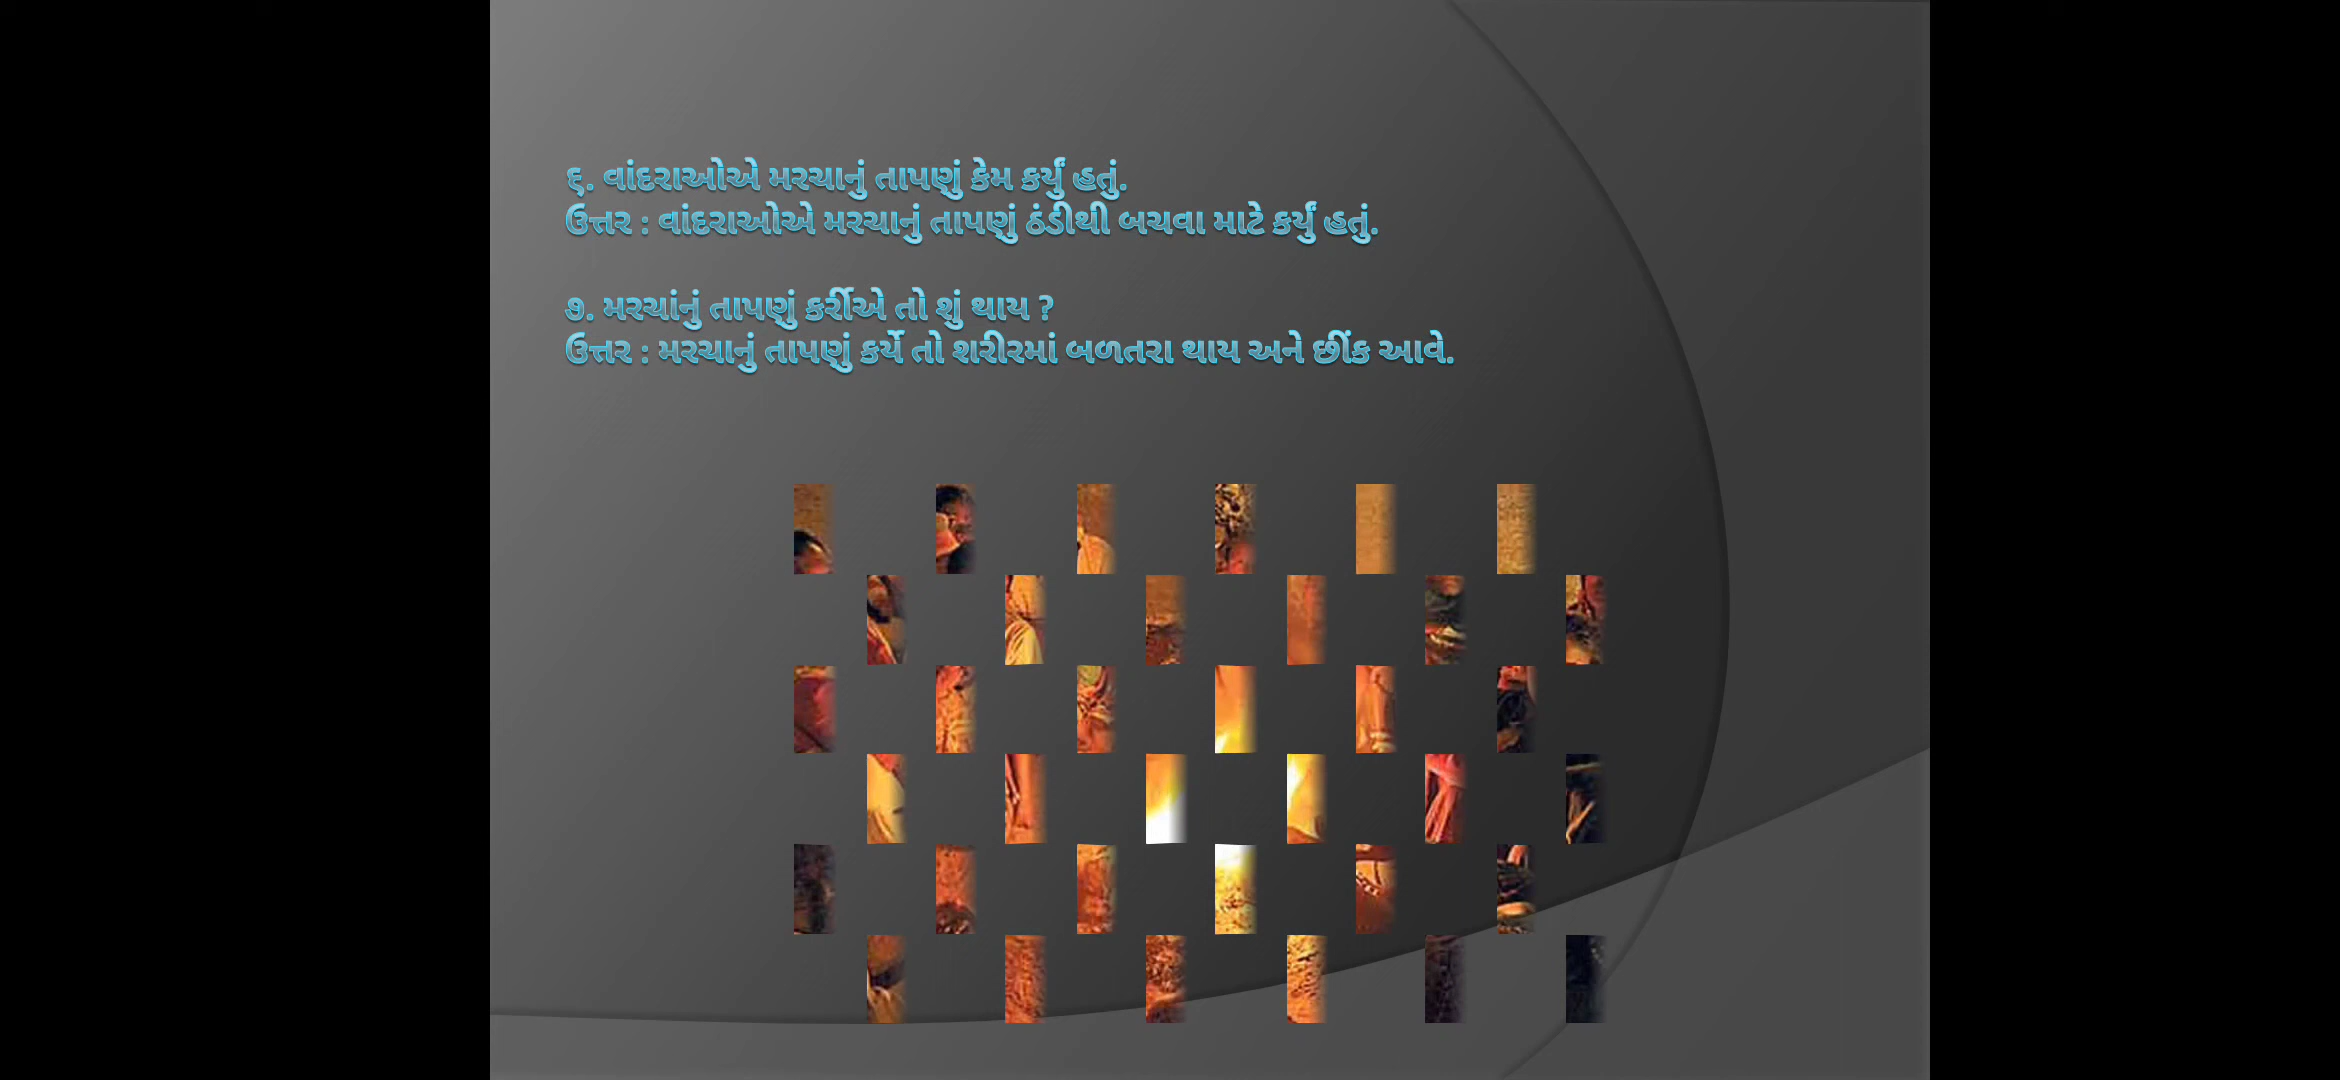 ૬. વાંદરાઓએ મરચાનું તાપણું કેમ કર્યું હતું.
ઉત્તર : વાંદરાઓએ મરચાનું તાપણું ઠંડીથી બચવા માટે કર્યું હતું.
૭. મરચાંનું તાપણું કરીએ તો શું થાય ?
ઉત્તર : મરચાનું તાપણું કર્યે તો શરીરમાં બળતરા થાય અને છીંક આવે.